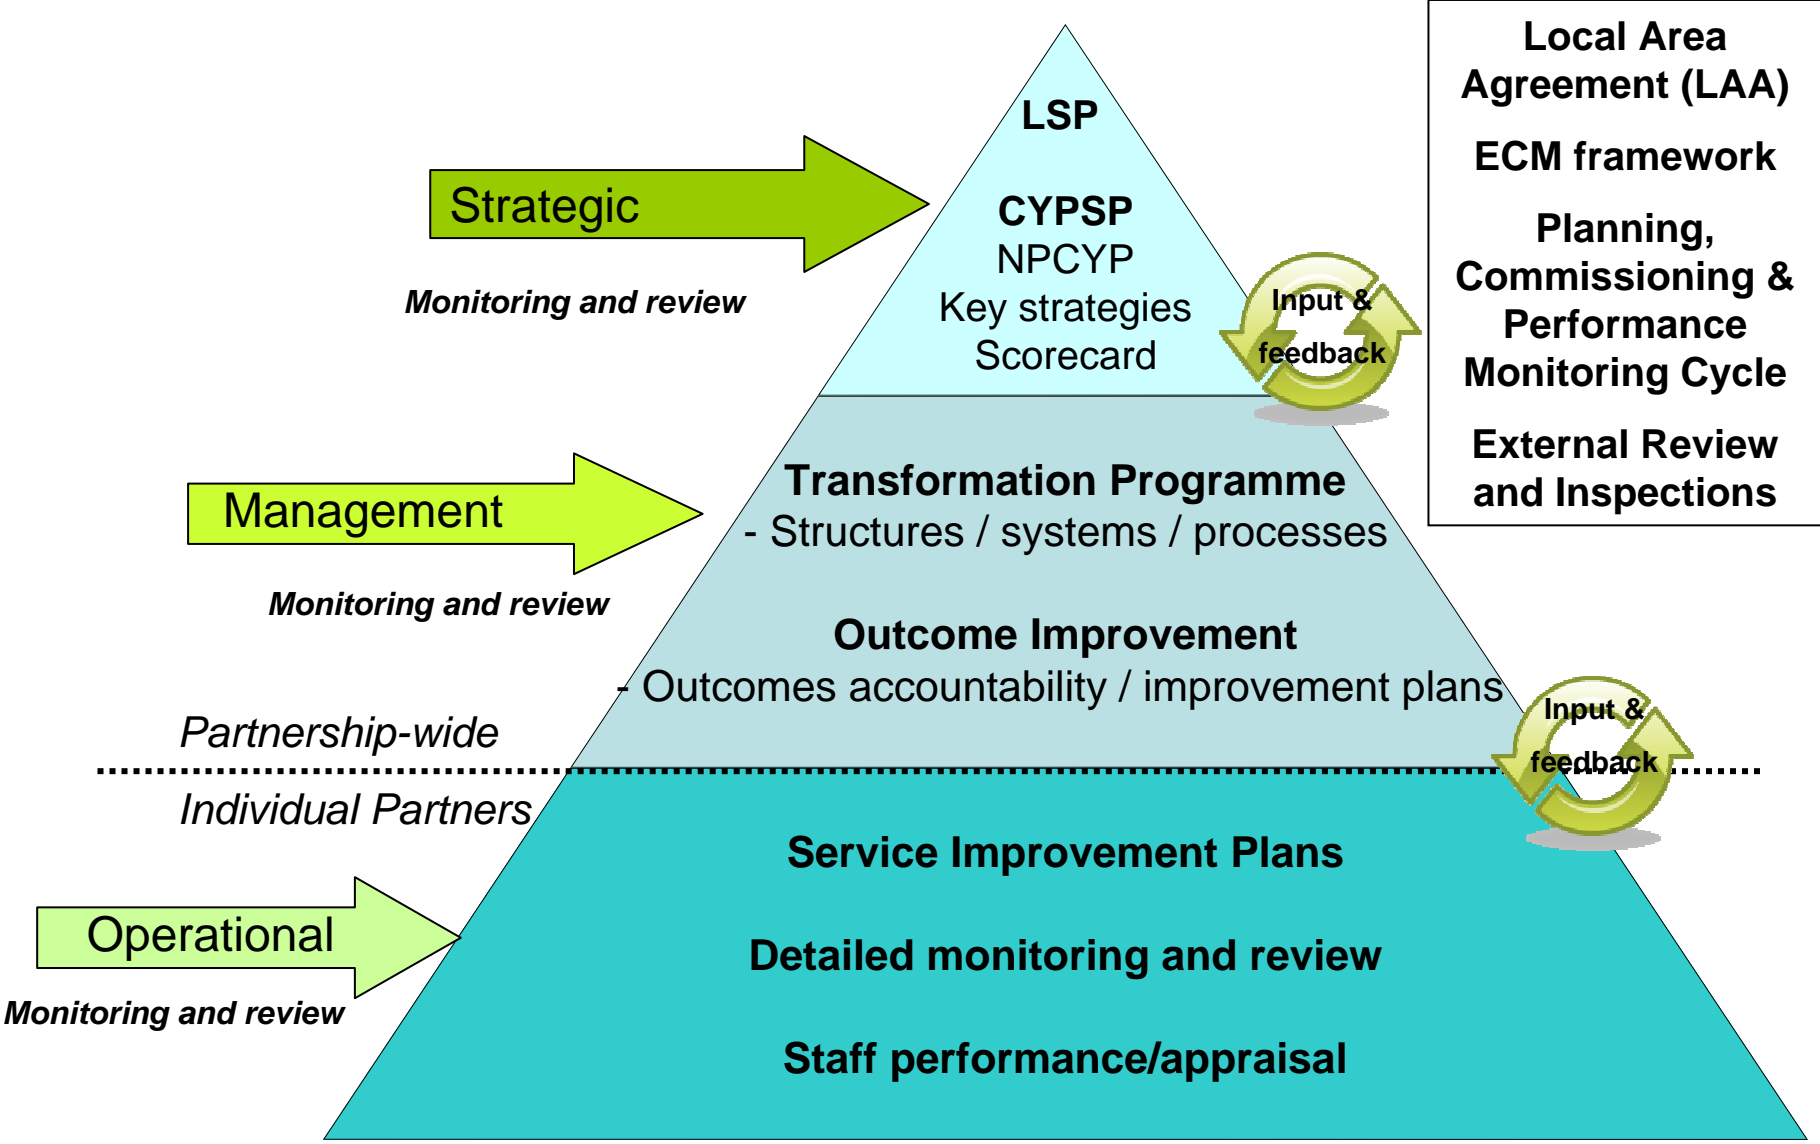 Local Area
Agreement (LAA)
ECM framework
Planning,
Commissioning &
Performance
Monitoring Cycle
External Review
and Inspections
LSP
Strategic
CYPSP
NPCYP
Key strategies
Scorecard
Monitoring and review
Input &
feedback
Management
Transformation Programme
- Structures / systems / processes
Monitoring and review
Outcome Improvement
- Outcomes accountability / improvement plans
Input &
feedback
Partnership-wide
Individual Partners
Service Improvement Plans
Operational
Detailed monitoring and review
Monitoring and review
Staff performance/appraisal